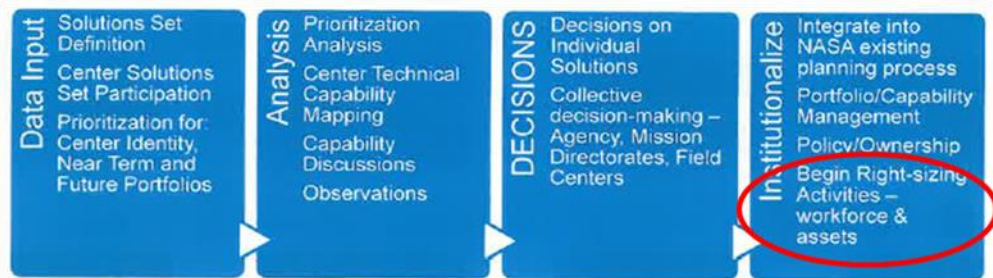 Data Input
Solutions Set
Definition
Center Solutions
Set Participation
Prioritization for
Center Identity,
Near Term and
Future Portfolios
Analysis
Prioritization
Analysis
Center Technical
Capability
Mapping
Capability
Discussions
Observations
DECISIONS
Decisions on
Individual
Solutions
Collective
decision-making –
Agency, Mission
Directorates, Field
Centers
Institutionalize
Integrate into
NASA existing
planning process
Portfolio/Capability
Management
Policy/Ownership
Begin Right-sizing
Activities –
workforce &
assets